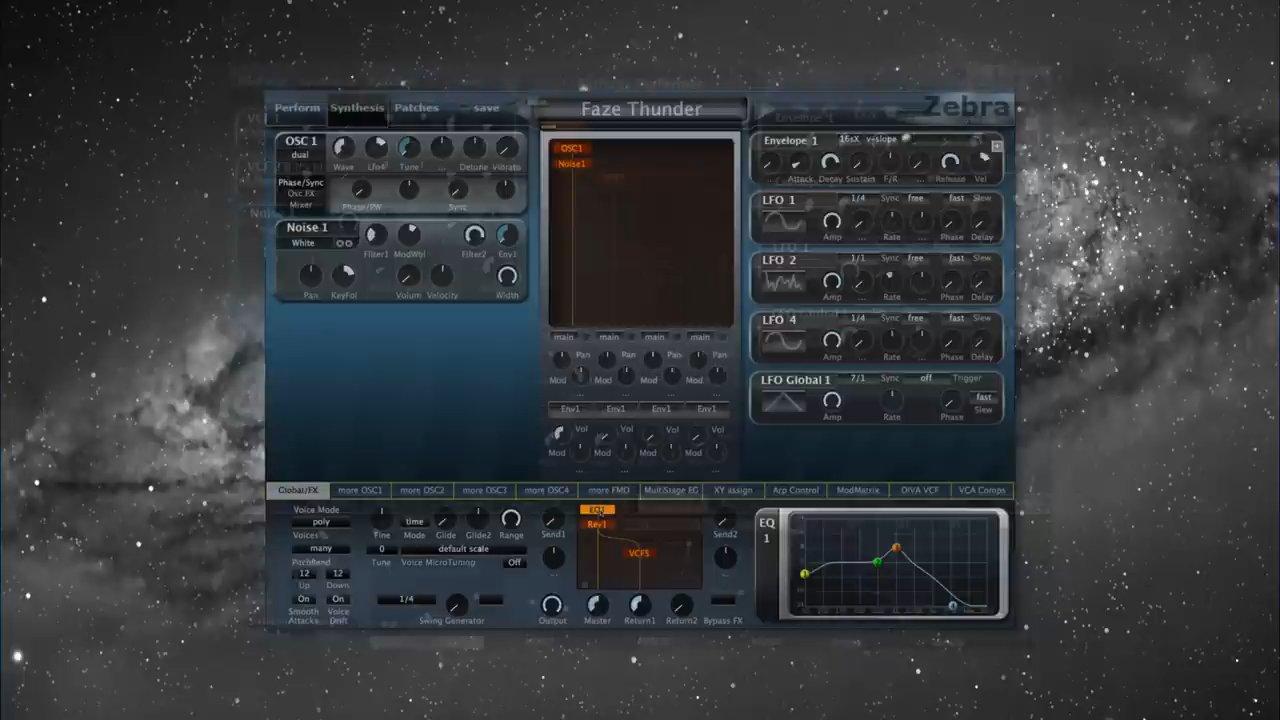 Perform Synthesis Patches save
Faze Thunder
Zebra
OSC 1
dual
Wave Lfo4 Tune ... Detune Vibrato
Phase/Sync
Osc FX
Mixer
Phase/PW Sync
Noise 1
White
Filter1 ModWhl Filter2 Env1
Pan KeyFol Volum Velocity Width
OSC1
Noise1
main main main main
Pan Pan Pan Pan
Mod Mod Mod Mod
...
Env1 Env1 Env1 Env1
Vol Vol Vol Vol
Mod Mod Mod Mod
...
Envelope 1 16sX v-slope
... Attack Decay Sustain F/R ... Release Vel
LFO 1 1/4 Sync free fast Slew
Amp ... Rate ... Phase Delay
LFO 2 1/1 Sync free fast Slew
Amp ... Rate ... Phase Delay
LFO 4 1/4 Sync free fast Slew
Amp ... Rate ... Phase Delay
LFO Global 1 7/1 Sync off Trigger
fast
Slew
Amp Rate Phase
Global/FX more OSC1 more OSC2 more OSC3 more OSC4 more FMO MultiStage EG XY assign Arp Control ModMatrix OIVA VCF VCA Comps
Voice Mode
poly
Voices
many
PitchBend
12 12
Up Down
On On
Smooth Voice
Attacks Drift
Fine
time
Mode Glide Glide2 Range
0 default scale
Tune Voice MicroTuning Off
1/4
Swing Generator
Send1
EQ1
Rev1
VCF5
Send2
Output Master Return1 Return2 Bypass FX
EQ
1